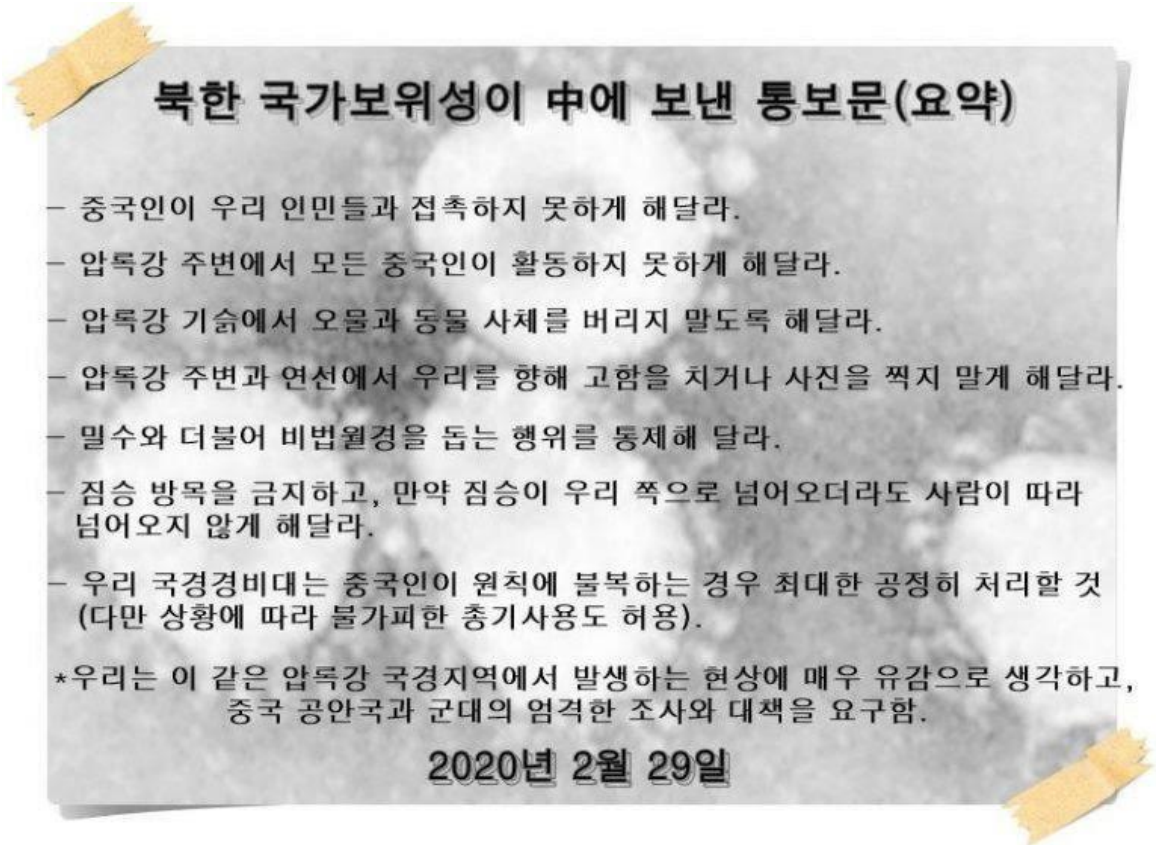 북한 국가보위성이 中에 보낸 통보문(요약)
– 중국인이 우리 인민들과 접촉하지 못하게 해달라.
– 압록강 주변에서 모든 중국인이 활동하지 못하게 해달라.
– 압록강 기슭에서 오물과 동물 사체를 버리지 말도록 해달라.
– 압록강 주변과 연선에서 우리를 향해 고함을 치거나 사진을 찍지 말게 해달라.
– 밀수와 더불어 비법월경을 돕는 행위를 통제해 달라.
– 짐승 방목을 금지하고, 만약 짐승이 우리 쪽으로 넘어오더라도 사람이 따라
넘어오지 않게 해달라.
– 우리 국경경비대는 중국인이 원칙에 불복하는 경우 최대한 공정히 처리할 것
(다만 상황에 따라 불가피한 총기사용도 허용).
*우리는 이 같은 압록강 국경지역에서 발생하는 현상에 매우 유감으로 생각하고,
중국 공안국과 군대의 엄격한 조사와 대책을 요구함.
2020년 2월 29일